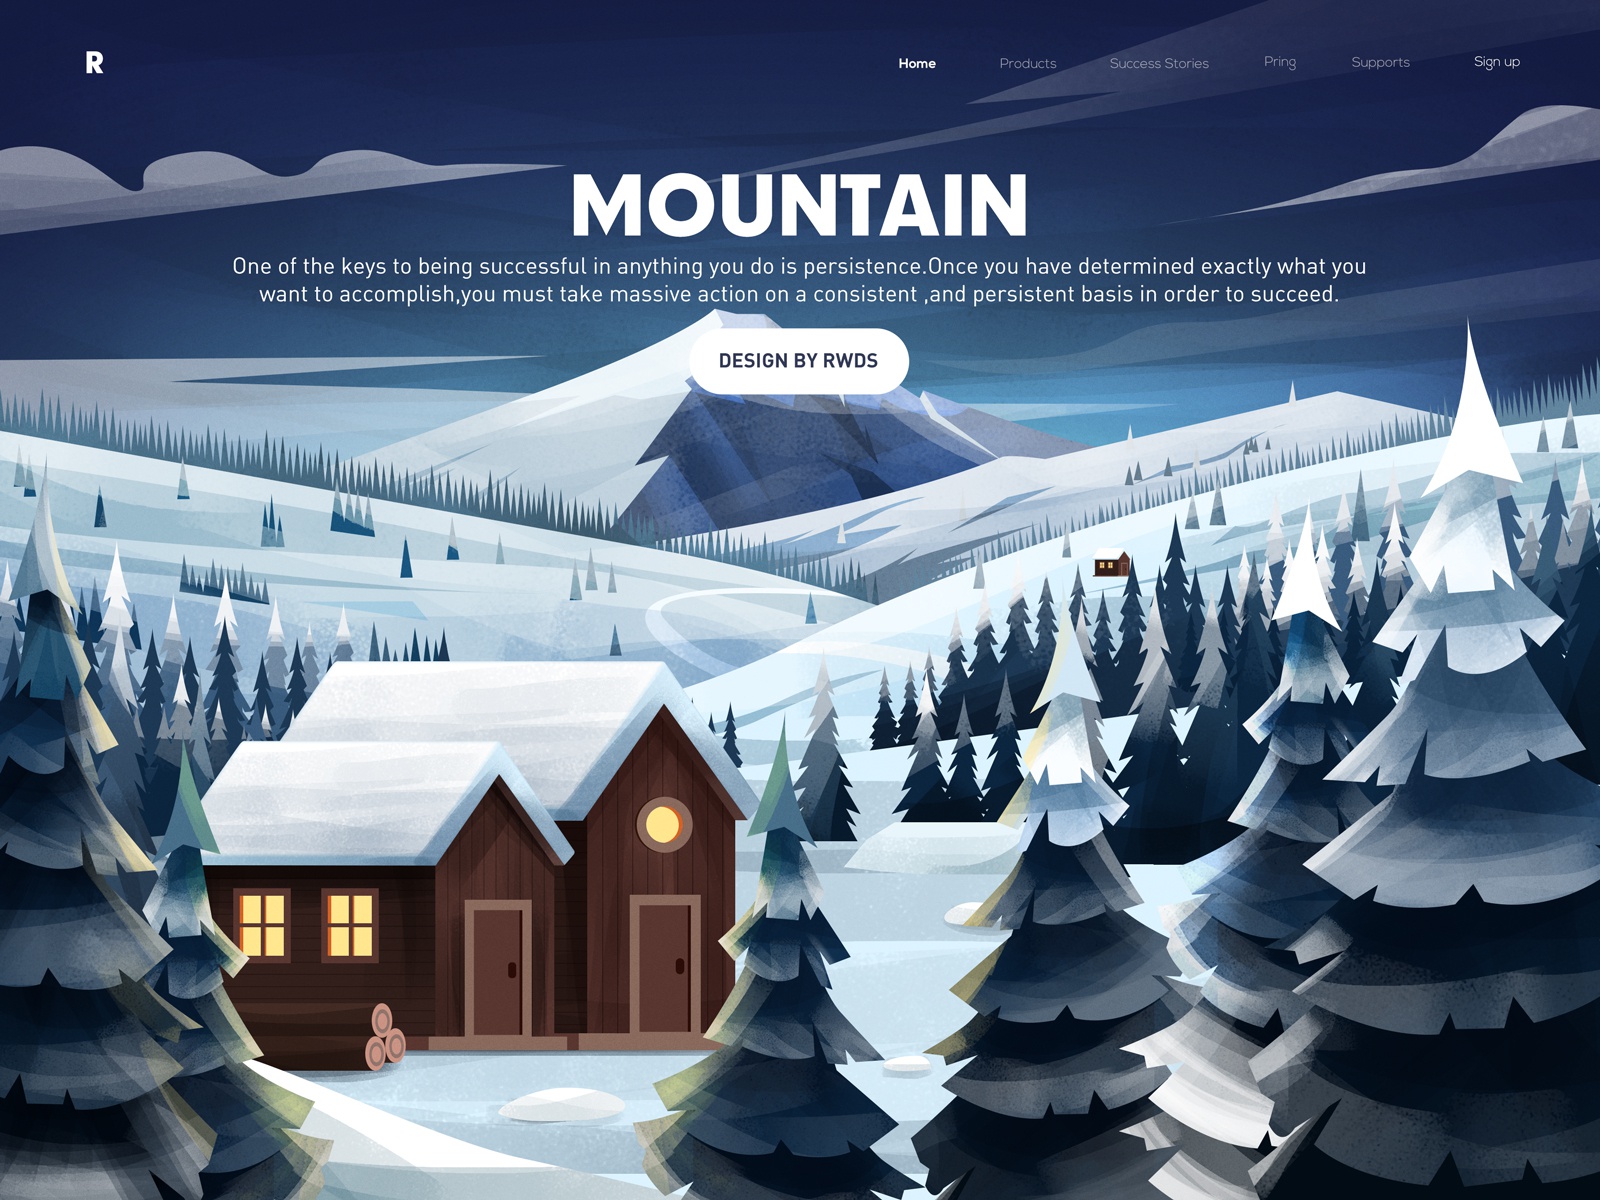 R
Home Products Success Stories Pring Supports Sign up
MOUNTAIN
One of the keys to being successful in anything you do is persistence.Once you have determined exactly what you
want to accomplish,you must take massive action on a consistent ,and persistent basis in order to succeed.
DESIGN BY RWDS